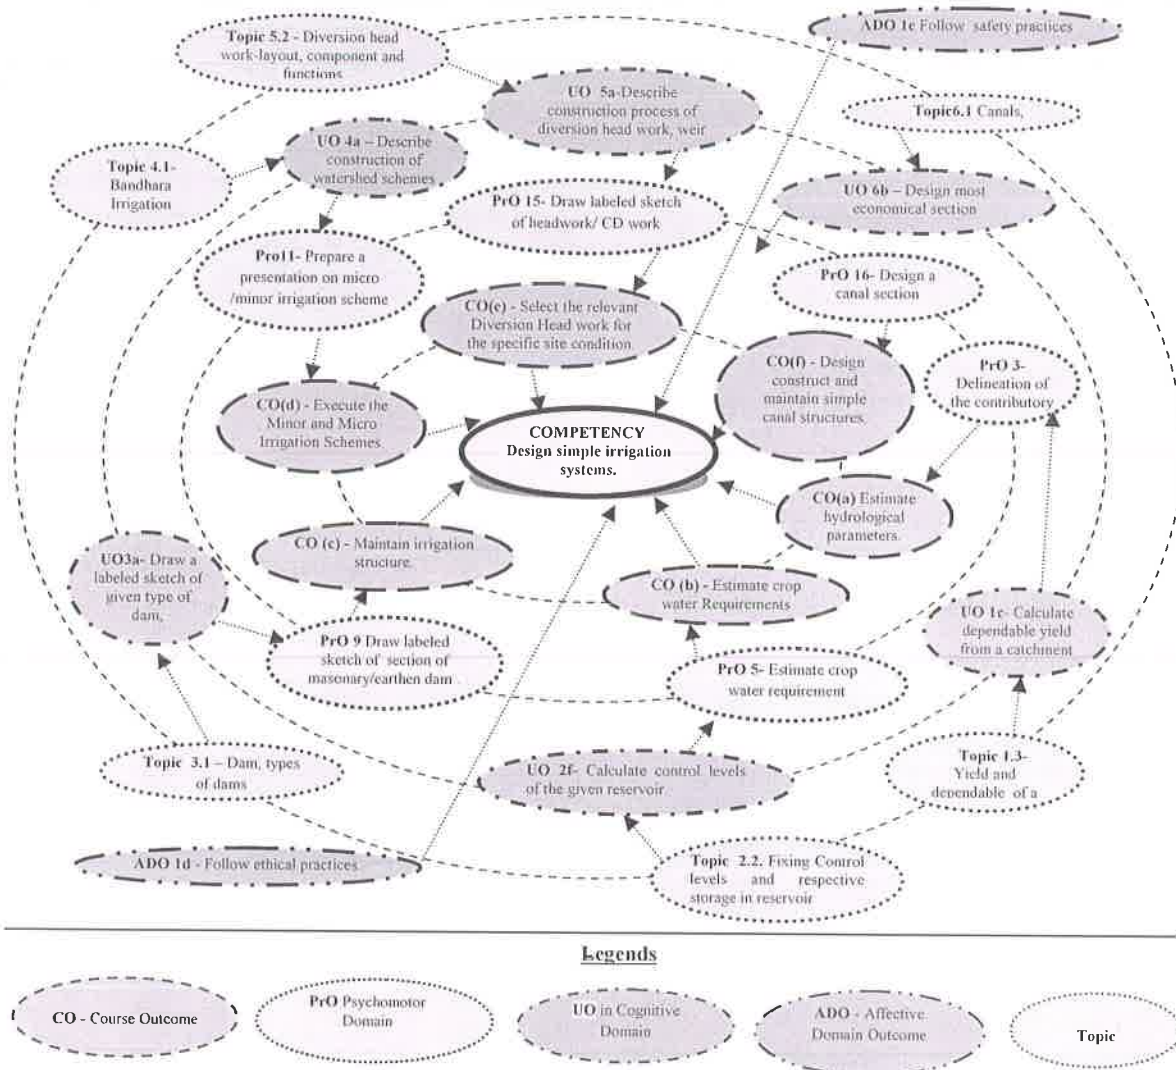 ADO 1e Follow safety practices
Topic 5.2 - Diversion head
work-layout, component and
functions
UO 5a-Describe
construction process of
diversion head work, weir
Topic6.1 Canals,
UO 4a – Describe
construction of
watershed schemes
Topic 4.1-
Bandhara
Irrigation
PrO 15- Draw labeled sketch
of headwork/ CD work
UO 6b – Design most
economical section
Pro11- Prepare a
presentation on micro
/minor irrigation scheme
PrO 16- Design a
canal section
CO(e) - Select the relevant
Diversion Head work for
the specific site condition.
CO(f) - Design
construct and
maintain simple
canal structures.
PrO 3-
Delineation of
the contributory
CO(d) - Execute the
Minor and Micro
Irrigation Schemes
COMPETENCY
Design simple irrigation
systems.
CO(a) Estimate
hydrological
parameters.
CO (c) - Maintain irrigation
structure.
UO3a- Draw a
labeled sketch of
given type of
dam,
CO (b) - Estimate crop
water Requirements
UO 1c- Calculate
dependable yield
from a catchment
PrO 9 Draw labeled
sketch of section of
masonary/earthen dam
PrO 5- Estimate crop
water requirement
Topic 3.1 – Dam, types
of dams
UO 2f- Calculate control levels
of the given reservoir
Topic 1.3-
Yield and
dependable of a
ADO 1d - Follow ethical practices
Topic 2.2. Fixing Control
levels and respective
storage in reservoir
Legends
CO - Course Outcome
PrO Psychomotor
Domain
UO in Cognitive
Domain
ADO - Affective
Domain Outcome
Topic